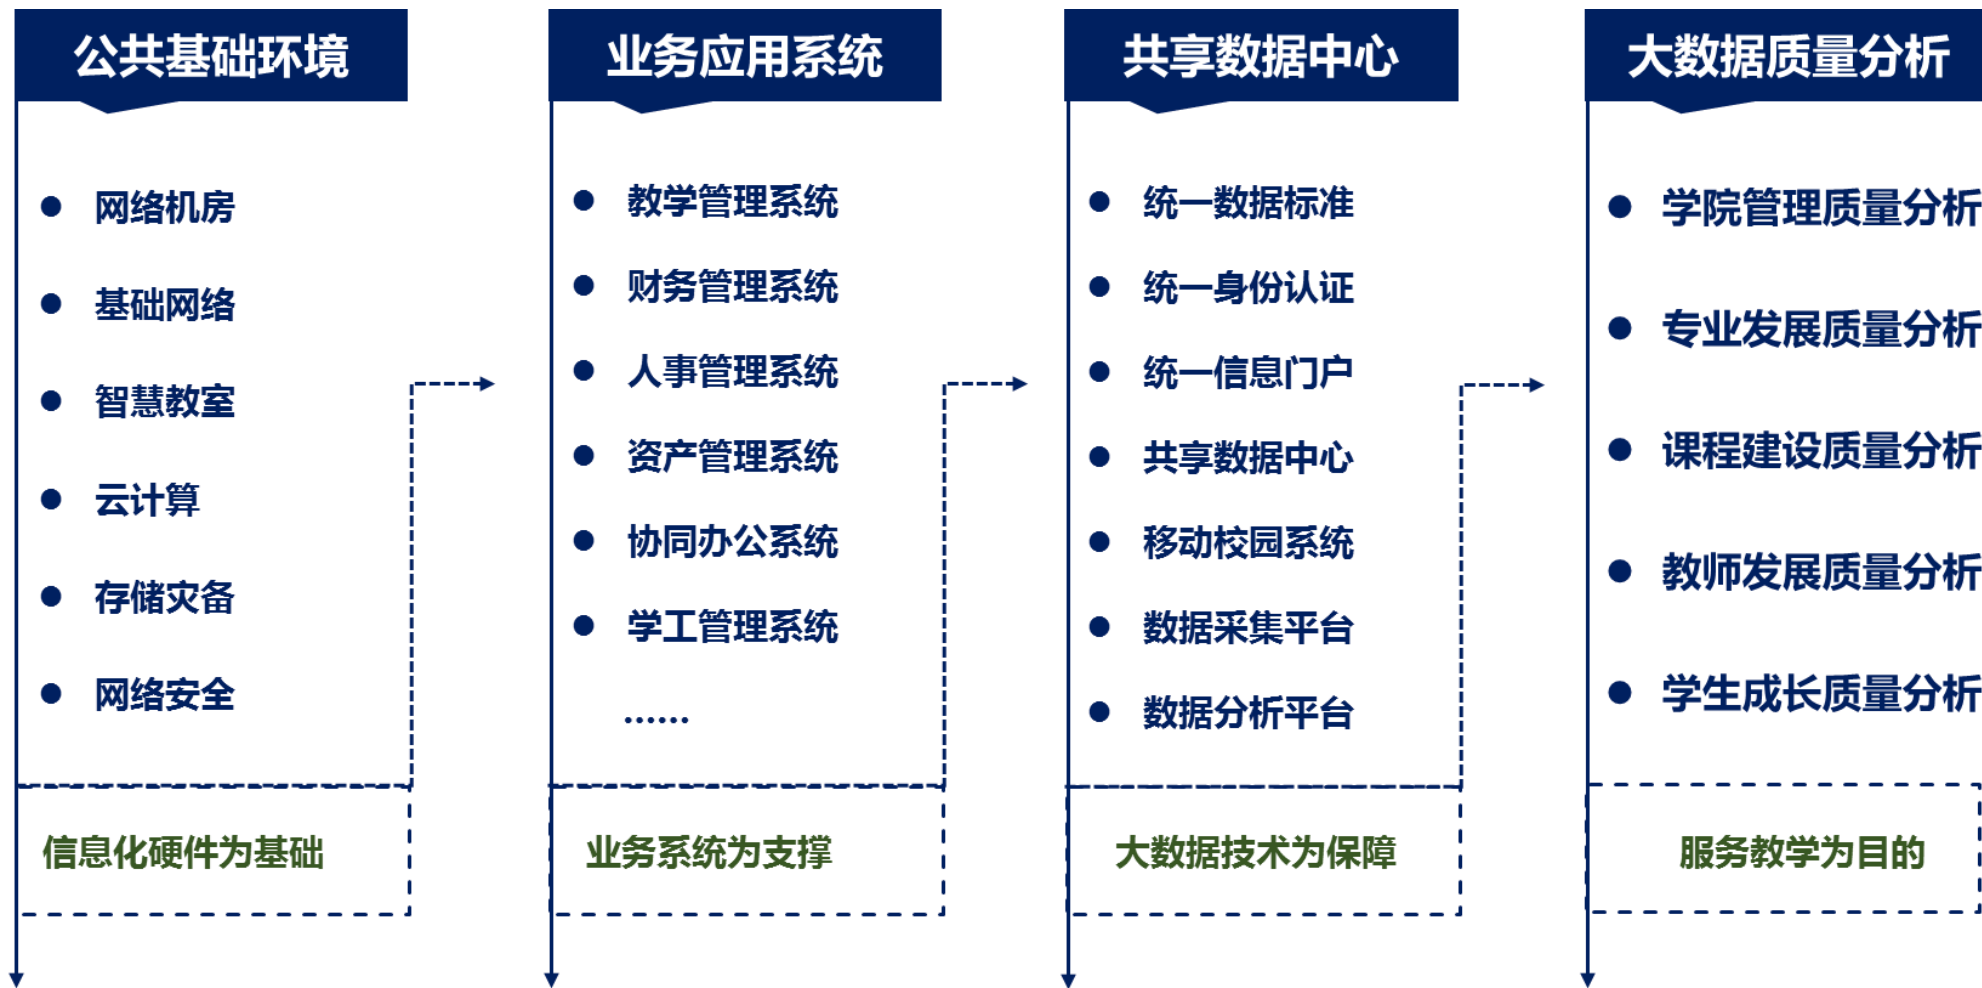 公共基础环境
网络机房
基础网络
智慧教室
云计算
存储灾备
网络安全
信息化硬件为基础
业务应用系统
教学管理系统
财务管理系统
人事管理系统
资产管理系统
协同办公系统
学工管理系统
······
业务系统为支撑
共享数据中心
统一数据标准
统一身份认证
统一信息门户
共享数据中心
移动校园系统
数据采集平台
数据分析平台
大数据技术为保障
大数据质量分析
学院管理质量分析
专业发展质量分析
课程建设质量分析
教师发展质量分析
学生成长质量分析
服务教学为目的